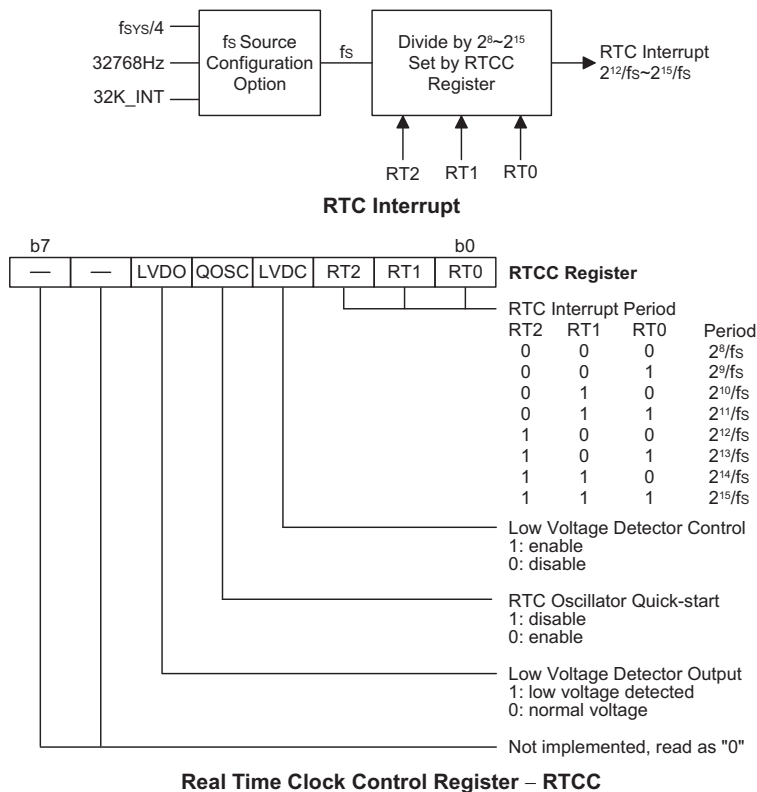 fSYS/4
32768Hz
32K_INT
fS Source
Configuration
Option
fS
Divide by 2⁸~2¹⁵
Set by RTCC
Register
RTC Interrupt
2¹²/fS~2¹⁵/fS
RT2 RT1 RT0
RTC Interrupt
b7 b0
— — LVDO QOSC LVDC RT2 RT1 RT0 RTCC Register
RTC Interrupt Period
RT2 RT1 RT0 Period
0 0 0 2⁸/fS
0 0 1 2⁹/fS
0 1 0 2¹⁰/fS
0 1 1 2¹¹/fS
1 0 0 2¹²/fS
1 0 1 2¹³/fS
1 1 0 2¹⁴/fS
1 1 1 2¹⁵/fS
Low Voltage Detector Control
1: enable
0: disable
RTC Oscillator Quick-start
1: disable
0: enable
Low Voltage Detector Output
1: low voltage detected
0: normal voltage
Not implemented, read as "0"
Real Time Clock Control Register – RTCC